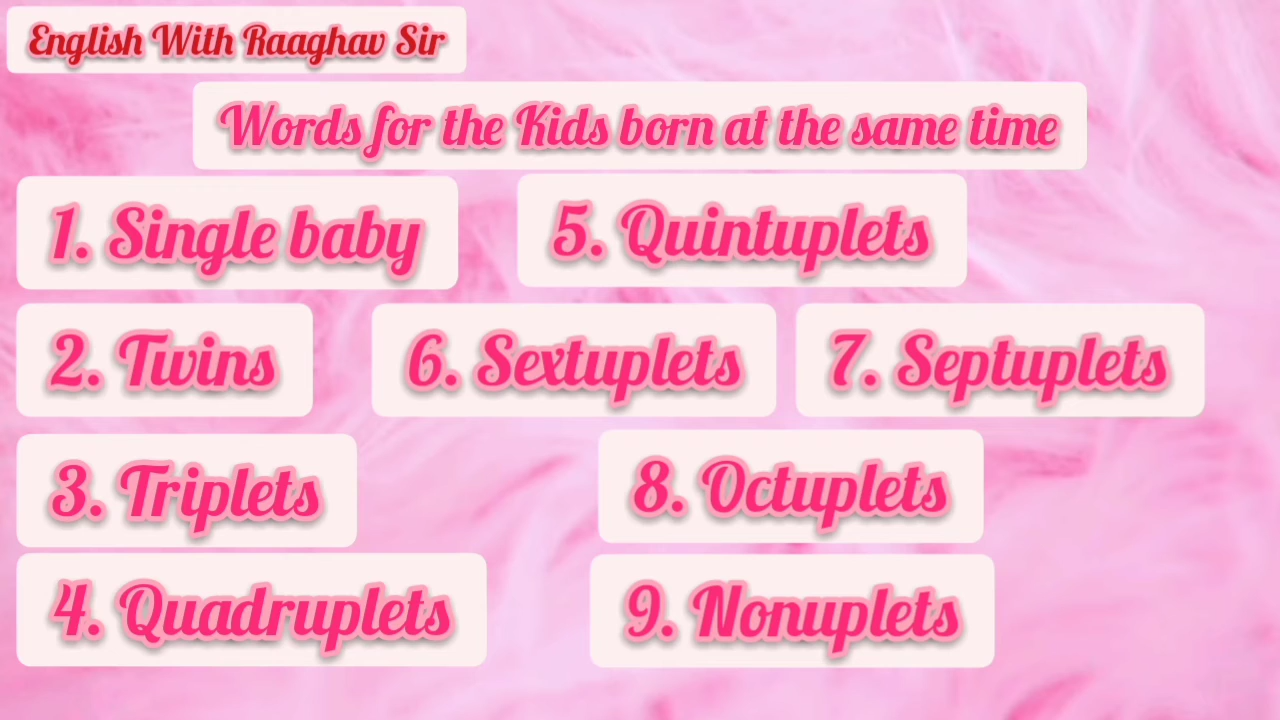 English With Raaghav Sir
Words for the Kids born at the same time
1. Single baby
2. Twins
3. Triplets
4. Quadruplets
5. Quintuplets
6. Sextuplets
7. Septuplets
8. Octuplets
9. Nonuplets